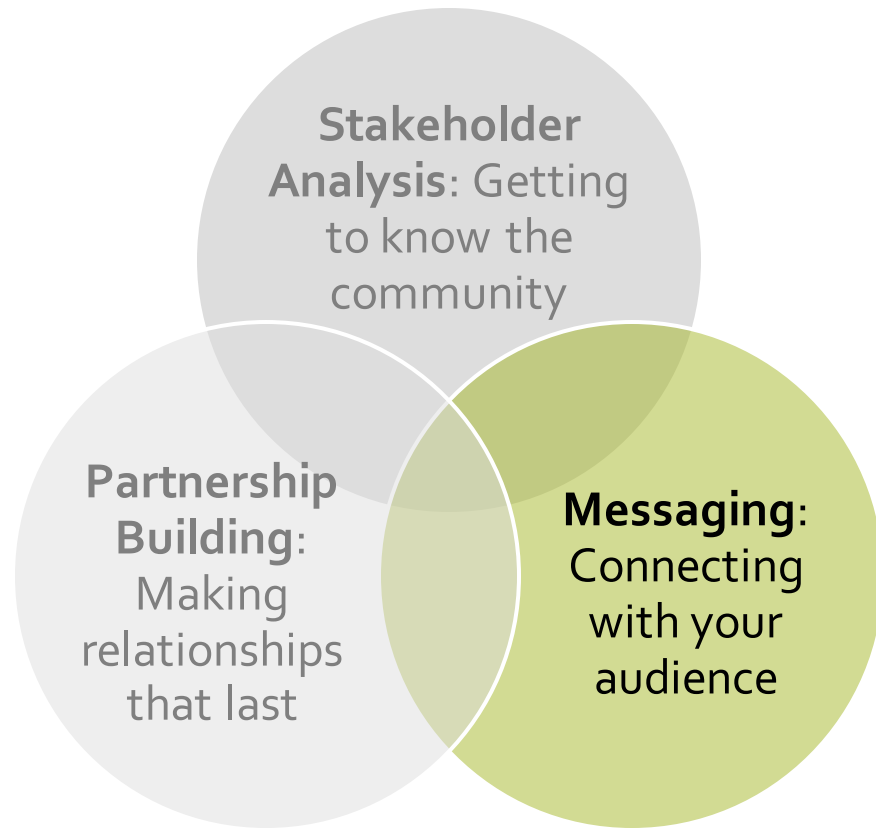 Stakeholder
Analysis: Getting
to know the
community
Partnership
Building:
Making
relationships
that last
Messaging:
Connecting
with your
audience